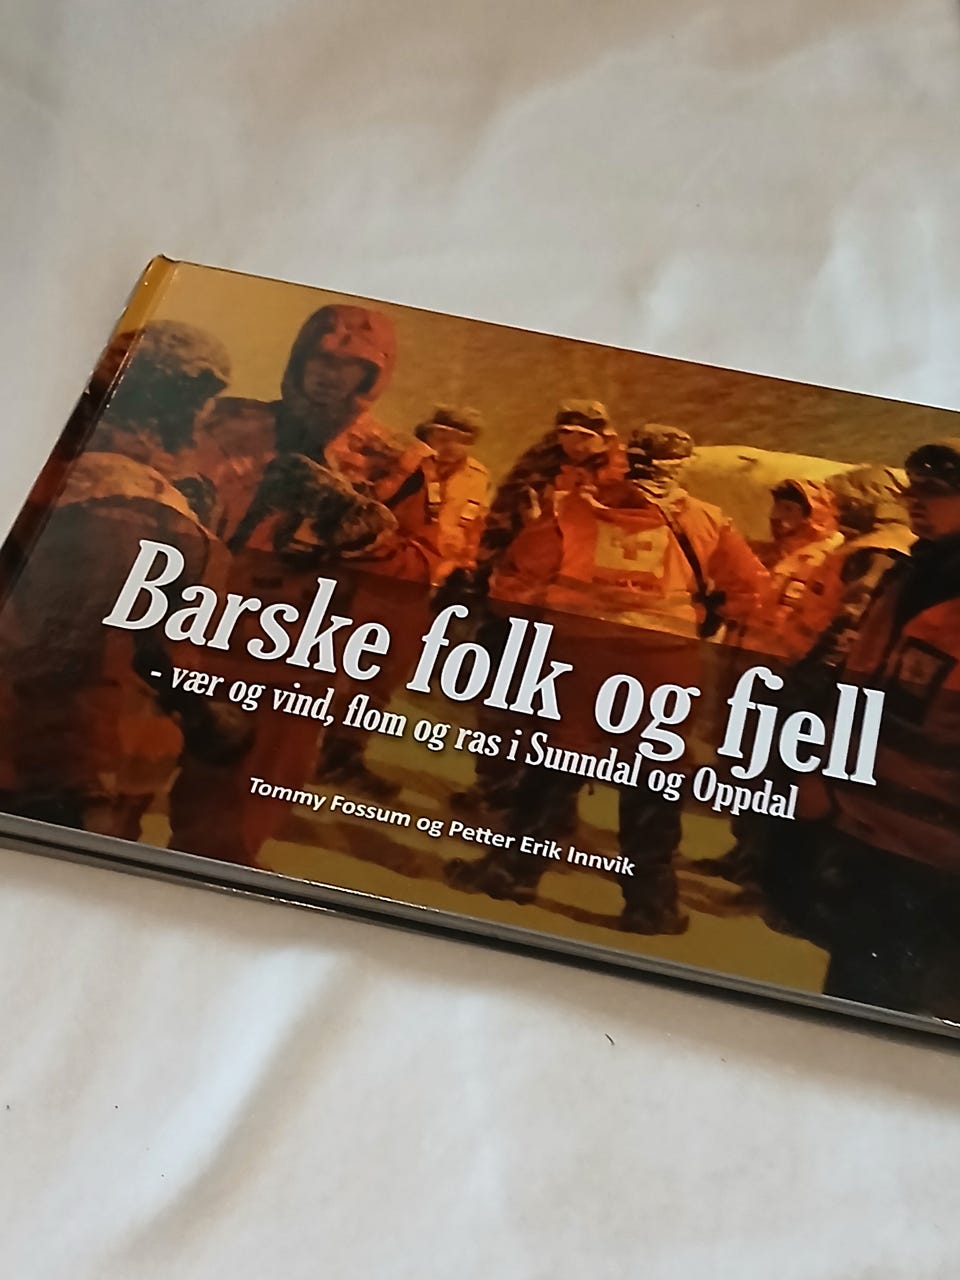 Barske folk og fjell
- vær og vind, flom og ras i Sunndal og Oppdal
Tommy Fossum og Petter Erik Innvik